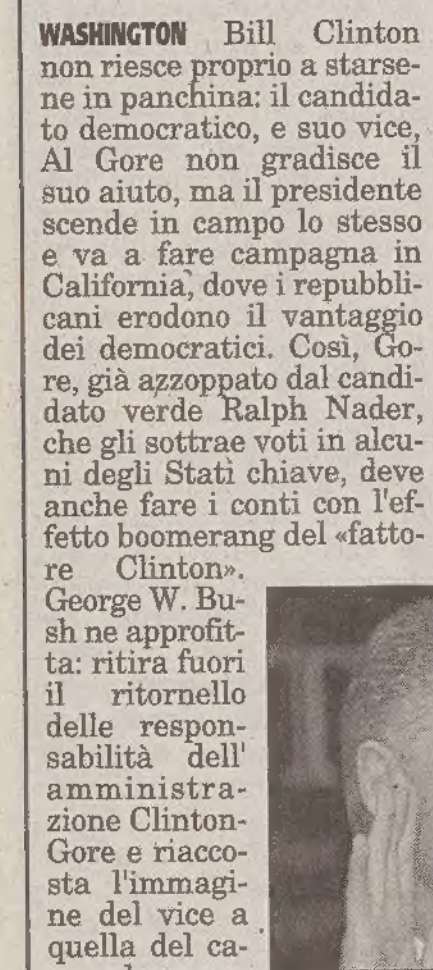 WASHINGTON Bill Clinton
non riesce proprio a starse-
ne in panchina: il candida-
to democratico, e suo vice,
Al Gore non gradisce il
suo aiuto, ma il presidente
scende in campo lo stesso
e va a fare campagna in
California, dove i repubbli-
cani erodono il vantaggio
dei democratici. Così, Go-
re, già azzoppato dal candi-
dato verde Ralph Nader,
che gli sottrae voti in alcu-
ni degli Stati chiave, deve
anche fare i conti con l'ef-
fetto boomerang del «fatto-
re Clinton».
George W. Bu-
sh ne approfit-
ta: ritira fuori
il ritornello
delle respon-
sabilità dell'
amministra-
zione Clinton-
Gore e riacco-
sta l'immagi-
ne del vice a
quella del ca-